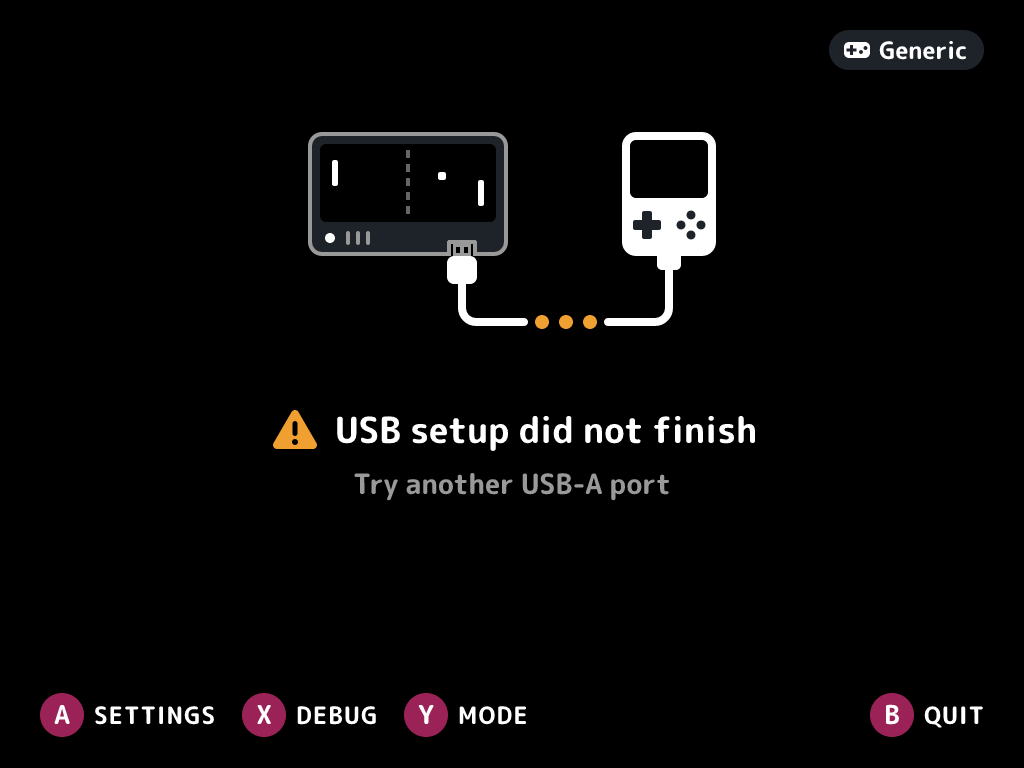 Generic
USB setup did not finish
Try another USB-A port
A SETTINGS X DEBUG Y MODE B QUIT